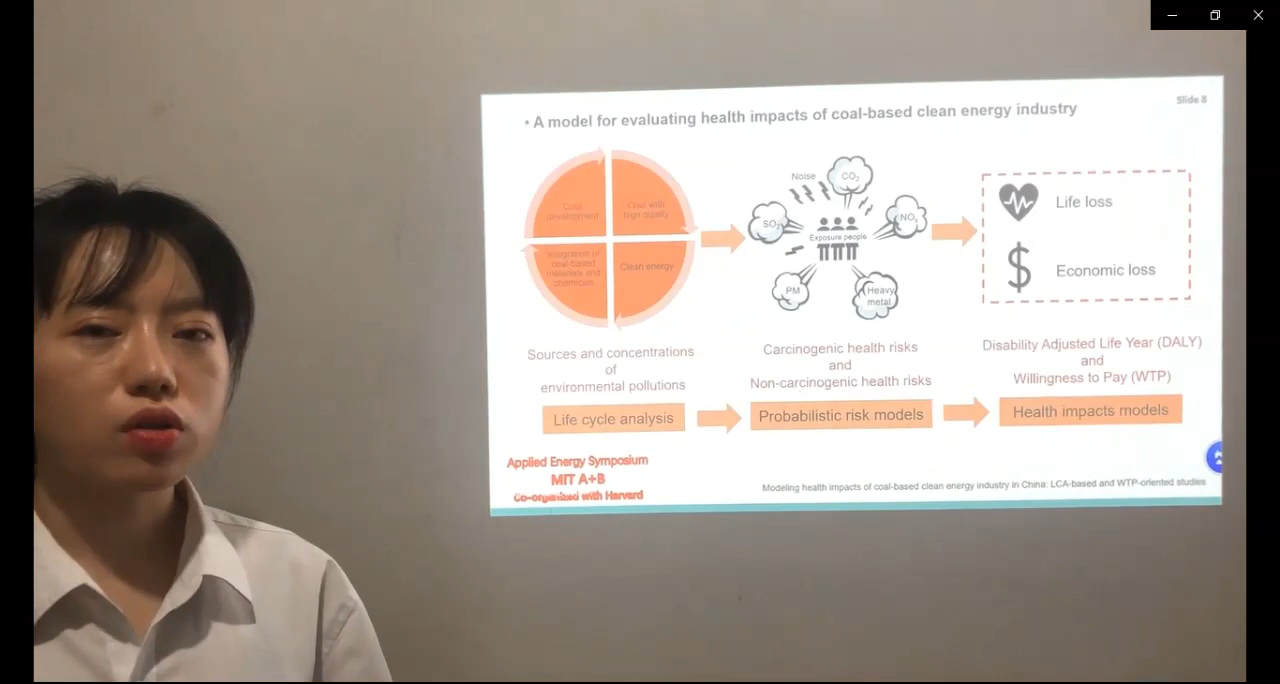 Slide 8
• A model for evaluating health impacts of coal-based clean energy industry
Coal
development
Coal with
high quality
Integration of
coal-based
materials and
chemicals
Clean energy
Noise
CO₂
SO₂
NOₓ
Exposure people
PM
Heavy
metal
Life loss
Economic loss
Sources and concentrations
of
environmental pollutions
Carcinogenic health risks
and
Non-carcinogenic health risks
Disability Adjusted Life Year (DALY)
and
Willingness to Pay (WTP)
Life cycle analysis
Probabilistic risk models
Health impacts models
Applied Energy Symposium
MIT A+B
Co-organized with Harvard
Modeling health impacts of coal-based clean energy industry in China: LCA-based and WTP-oriented studies